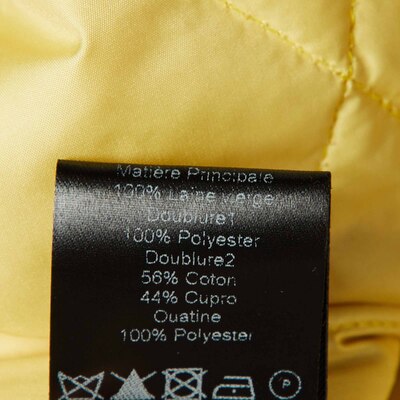 Matière Principale
100% Laine Vierge
Doublure1
100% Polyester
Doublure2
56% Coton
44% Cupro
Ouatine
100% Polyester
P